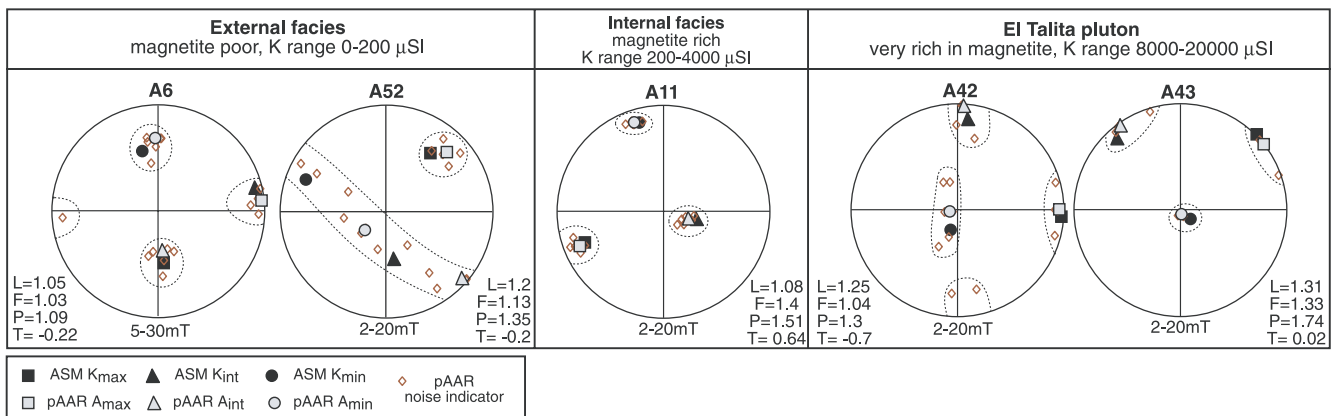 External facies
magnetite poor, K range 0-200 μSI
Internal facies
magnetite rich
K range 200-4000 μSI
El Talita pluton
very rich in magnetite, K range 8000-20000 μSI
A6
A52
A11
A42
A43
L=1.05
F=1.03
P=1.09
T= -0.22
5-30mT
L=1.2
F=1.13
P=1.35
T= -0.2
2-20mT
L=1.08
F=1.4
P=1.51
T= 0.64
2-20mT
L=1.25
F=1.04
P=1.3
T= -0.7
2-20mT
L=1.31
F=1.33
P=1.74
T= 0.02
2-20mT
ASM Kmax ASM Kint ASM Kmin pAAR
pAAR Amax pAAR Aint pAAR Amin noise indicator